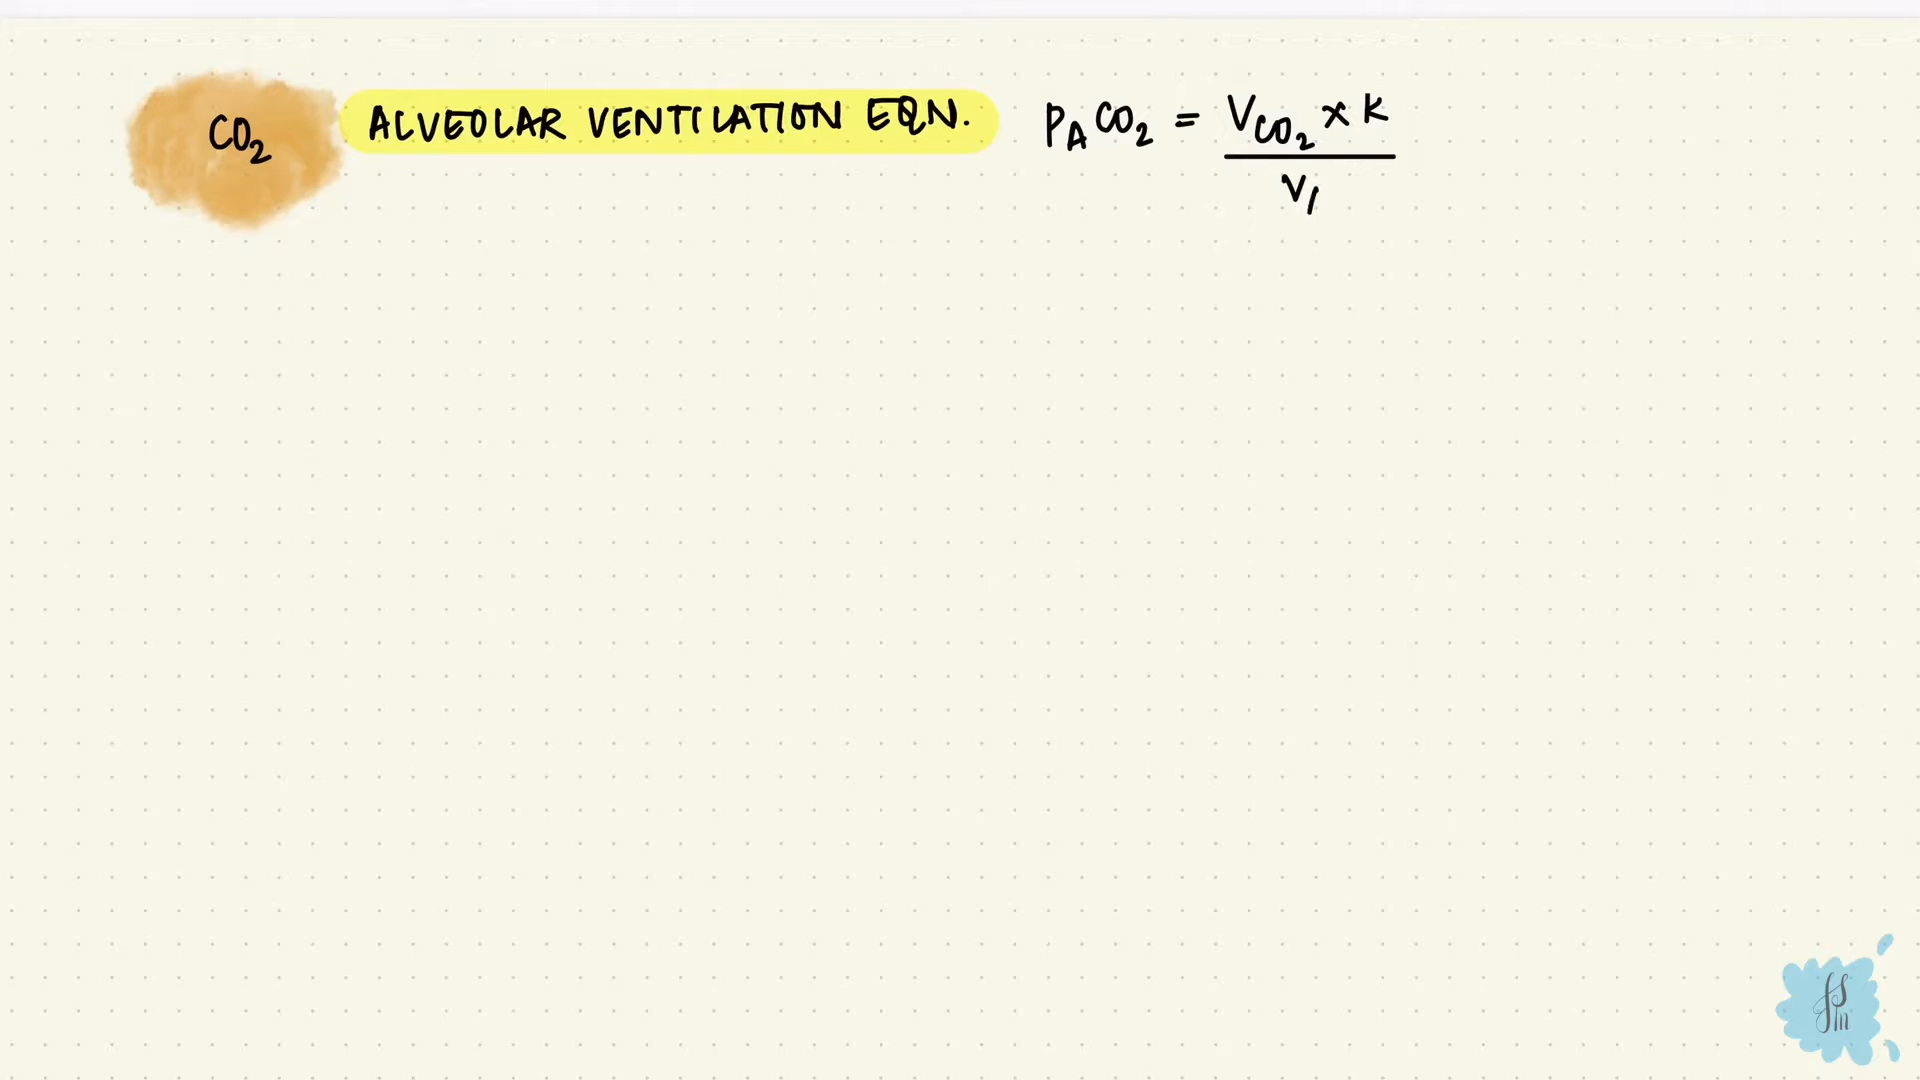 CO₂ ALVEOLAR VENTILATION EQN. PACO₂ = VCO₂ x K
V